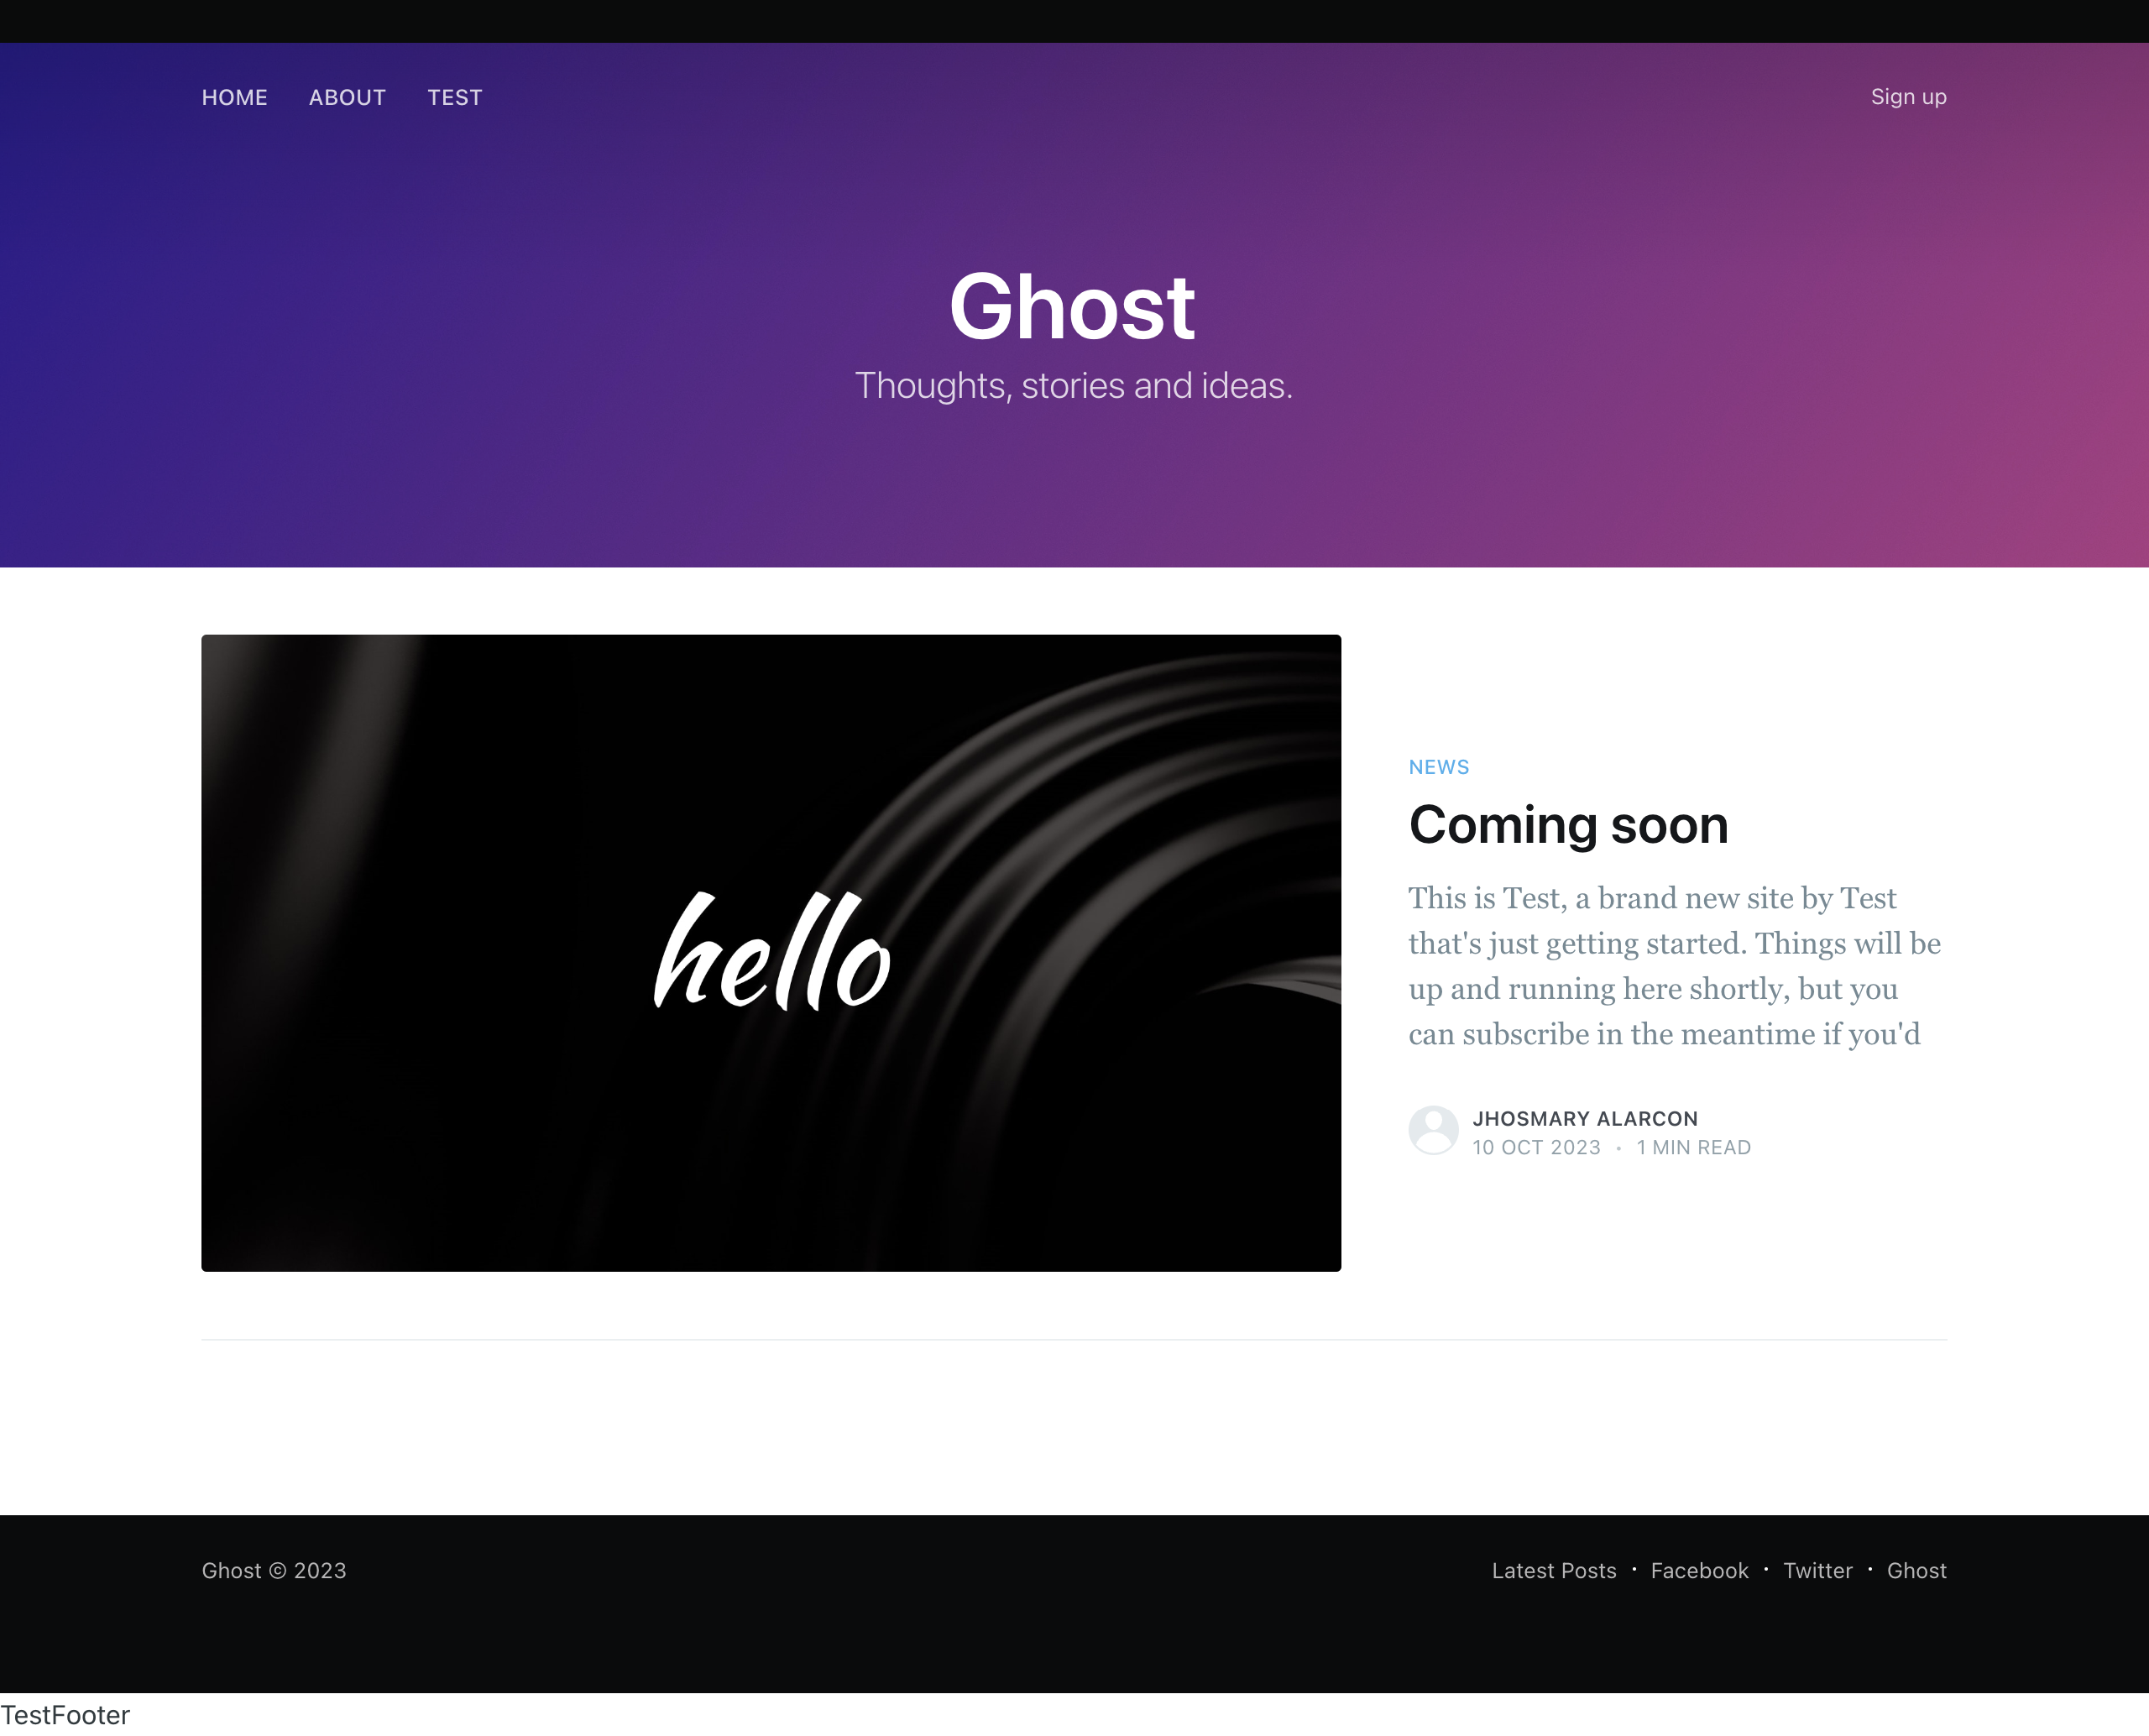 HOME ABOUT TEST Sign up
Ghost
Thoughts, stories and ideas.
hello
NEWS
Coming soon
This is Test, a brand new site by Test
that's just getting started. Things will be
up and running here shortly, but you
can subscribe in the meantime if you'd
JHOSMARY ALARCON
10 OCT 2023 • 1 MIN READ
Ghost © 2023 Latest Posts • Facebook • Twitter • Ghost
TestFooter